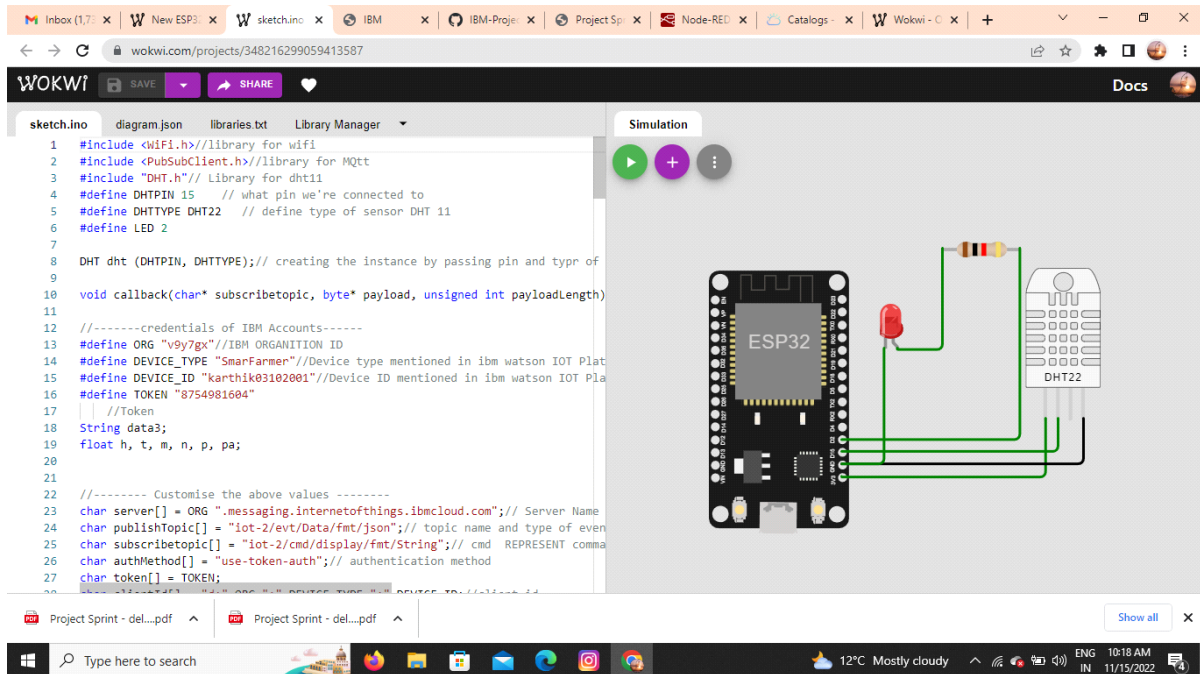 Inbox (1,73
New ESP3
sketch.ino
IBM
IBM-Proje
Project Sp
Node-RED
Catalogs -
Wokwi - O
wokwi.com/projects/348216299059413587
WOKWI
SAVE
SHARE
Docs
sketch.ino
diagram.json
libraries.txt
Library Manager
Simulation
1 #include <WiFi.h>//library for wifi
2 #include <PubSubClient.h>//library for MQtt
3 #include "DHT.h"// Library for dht11
4 #define DHTPIN 15 // what pin we're connected to
5 #define DHTTYPE DHT22 // define type of sensor DHT 11
6 #define LED 2
7
8 DHT dht (DHTPIN, DHTTYPE);// creating the instance by passing pin and typr of
9
10 void callback(char* subscribetopic, byte* payload, unsigned int payloadLength)
11
12 //-------credentials of IBM Accounts------
13 #define ORG "v9y7gx"//IBM ORGANITION ID
14 #define DEVICE_TYPE "SmarFarmer"//Device type mentioned in ibm watson IOT Plat
15 #define DEVICE_ID "karthik03102001"//Device ID mentioned in ibm watson IOT Pla
16 #define TOKEN "8754981604"
17 //Token
18 String data3;
19 float h, t, m, n, p, pa;
20
21
22 //-------- Customise the above values --------
23 char server[] = ORG ".messaging.internetofthings.ibmcloud.com";// Server Name
24 char publishTopic[] = "iot-2/evt/Data/fmt/json";// topic name and type of even
25 char subscribetopic[] = "iot-2/cmd/display/fmt/String";// cmd REPRESENT comma
26 char authMethod[] = "use-token-auth";// authentication method
27 char token[] = TOKEN;
ESP32
DHT22
Project Sprint - del....pdf
Project Sprint - del....pdf
Show all
Type here to search
12°C Mostly cloudy
ENG
IN
10:18 AM
11/15/2022
4